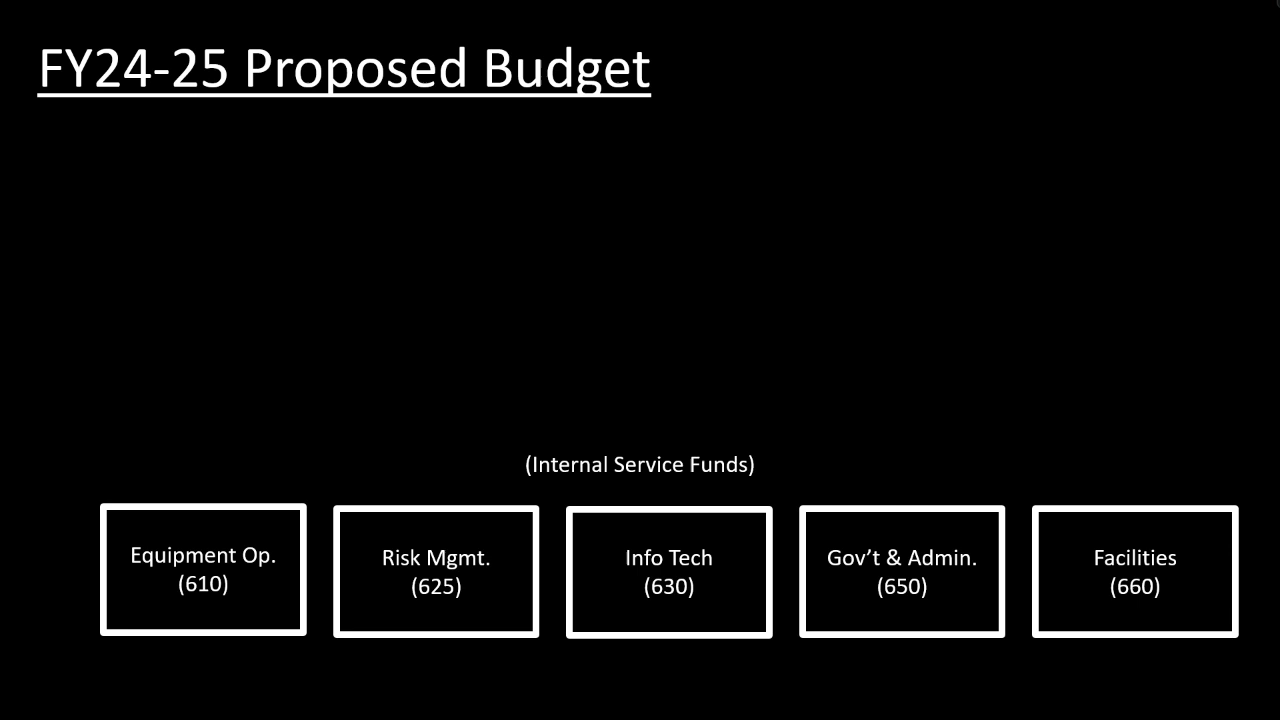 FY24-25 Proposed Budget
(Internal Service Funds)
Equipment Op.
(610)
Risk Mgmt.
(625)
Info Tech
(630)
Gov’t & Admin.
(650)
Facilities
(660)